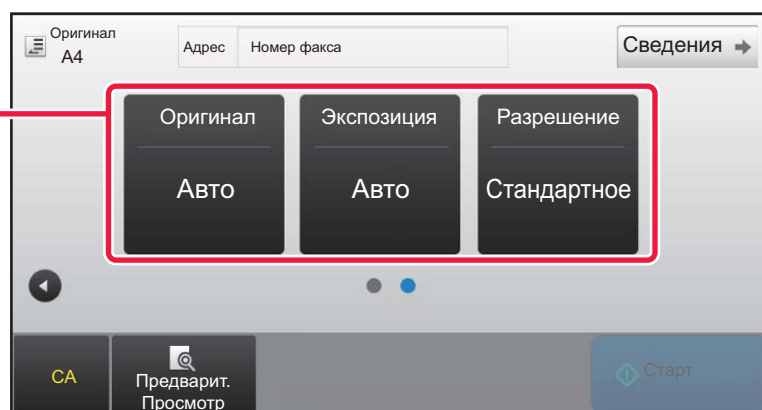 Оригинал
A4
Адрес
Номер факса
Сведения
Оригинал
Авто
Экспозиция
Авто
Разрешение
Стандартное
CA
Предварит.
Просмотр
Старт